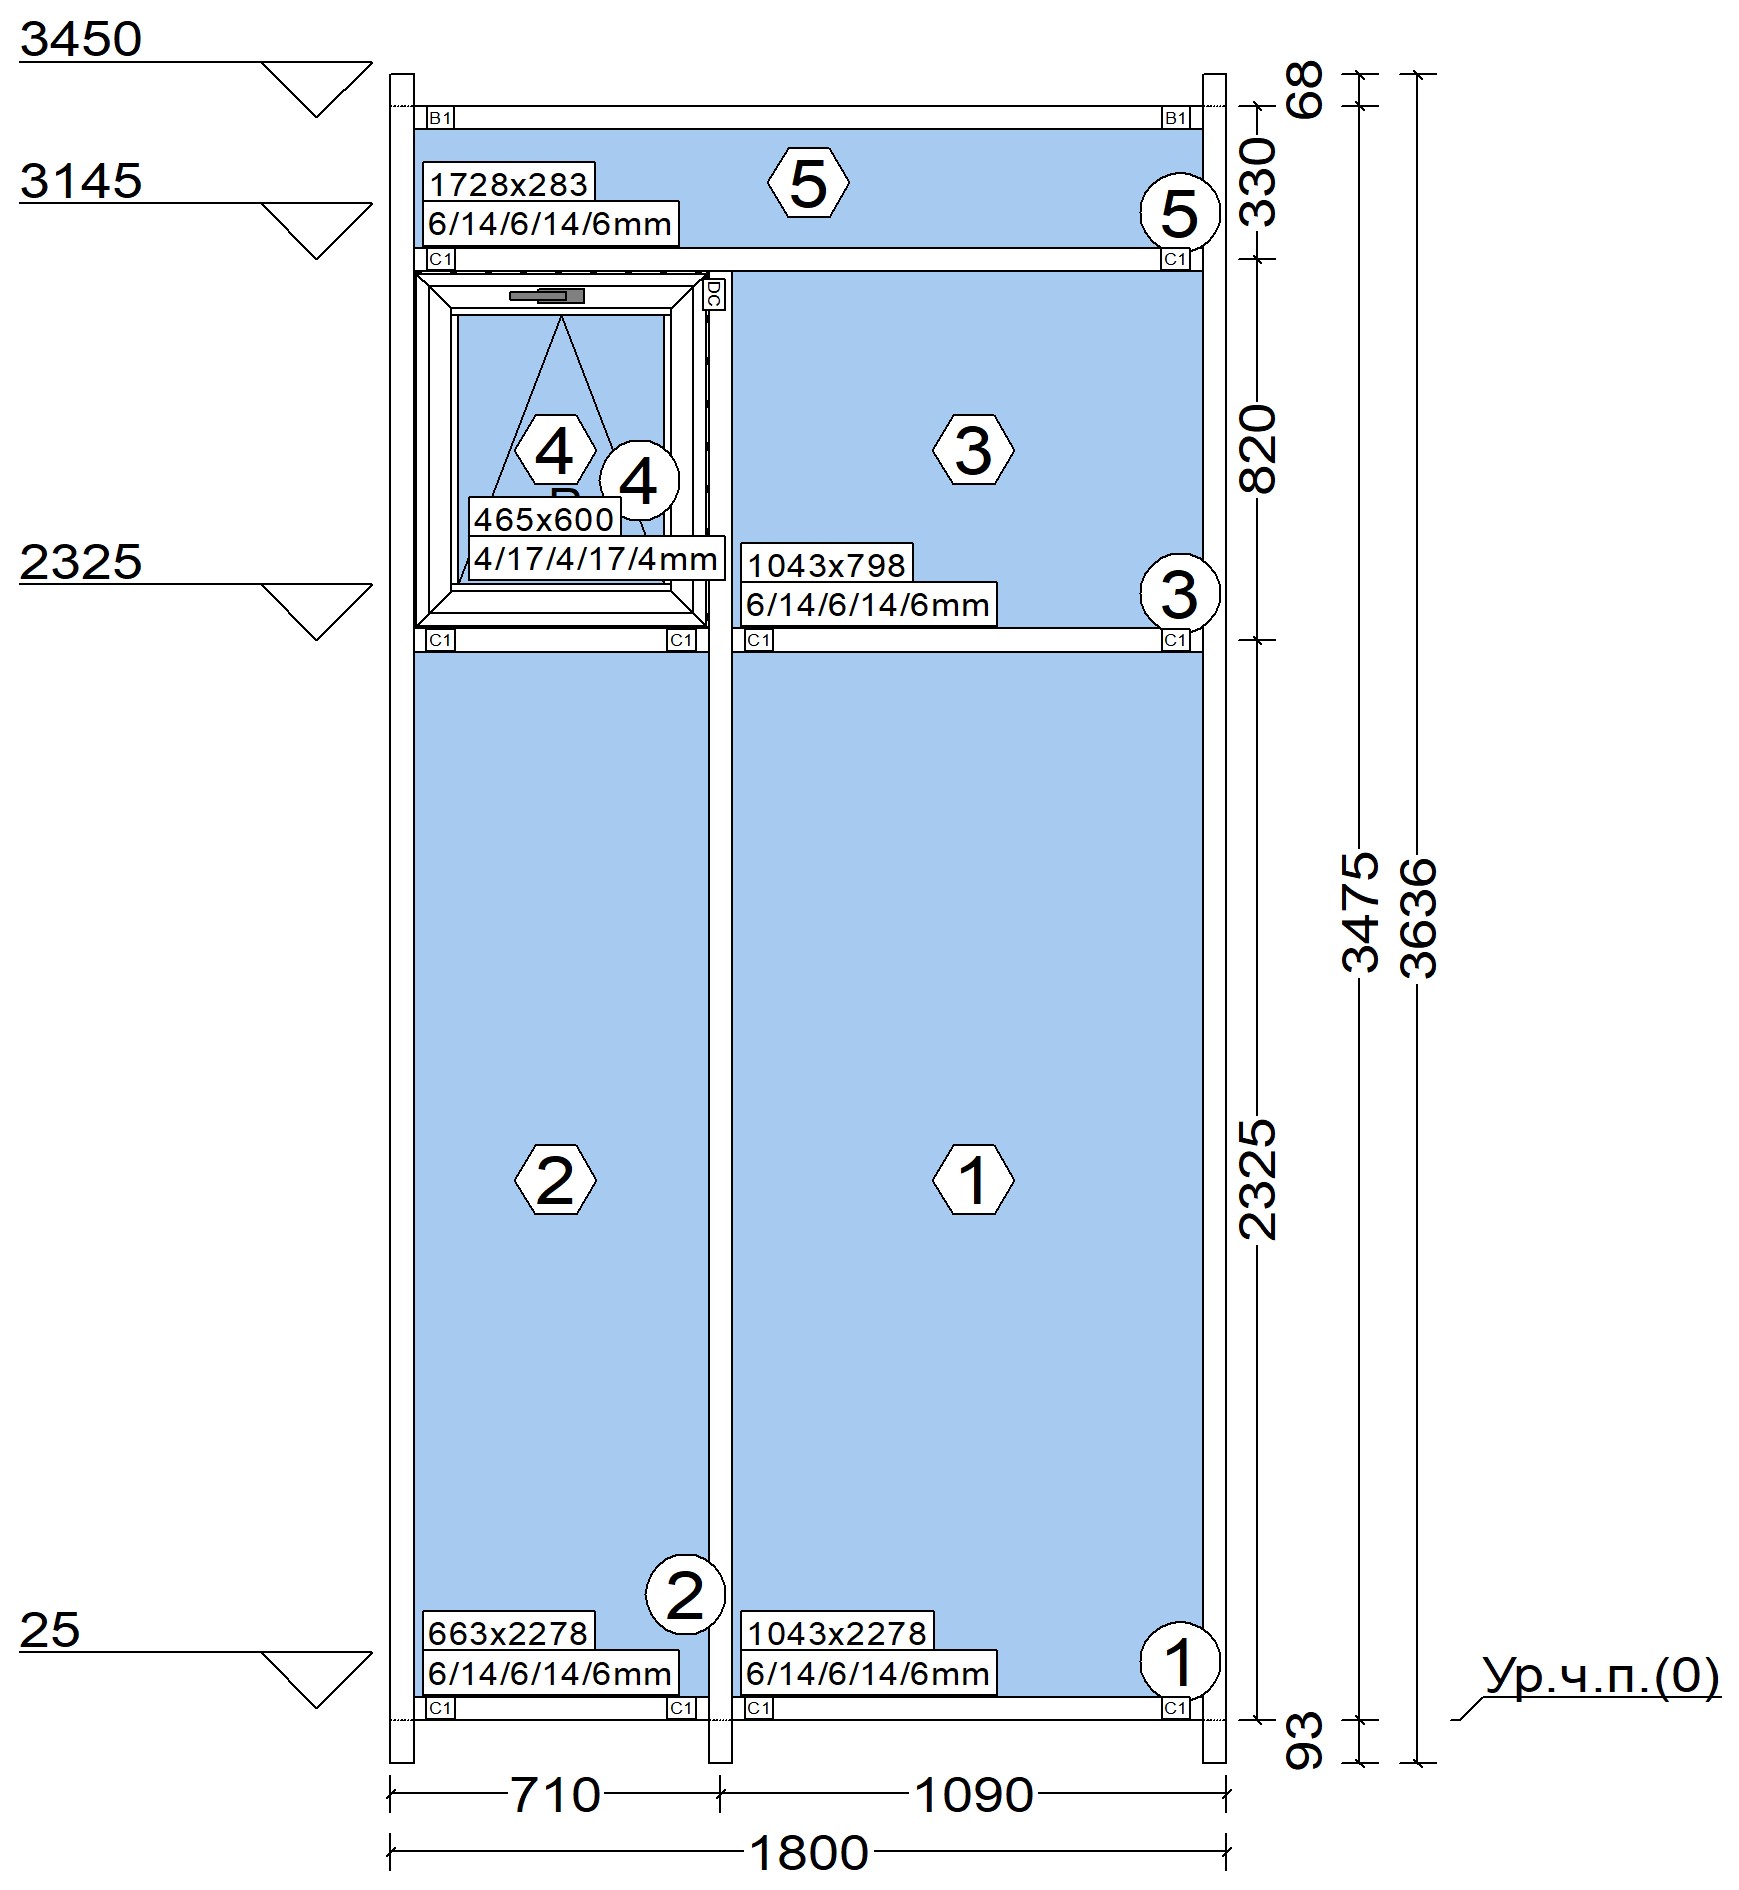 3450
68
B1
B1
3145
5
1728x283
6/14/6/14/6mm
5
330
C1
C1
DC
4
4
465x600
4/17/4/17/4mm
3
820
2325
1043x798
6/14/6/14/6mm
3
C1
C1
C1
C1
3475
3636
2
1
2325
2
25
663x2278
6/14/6/14/6mm
1043x2278
6/14/6/14/6mm
1
Ур.ч.п.(0)
C1
C1
C1
C1
93
710
1090
1800